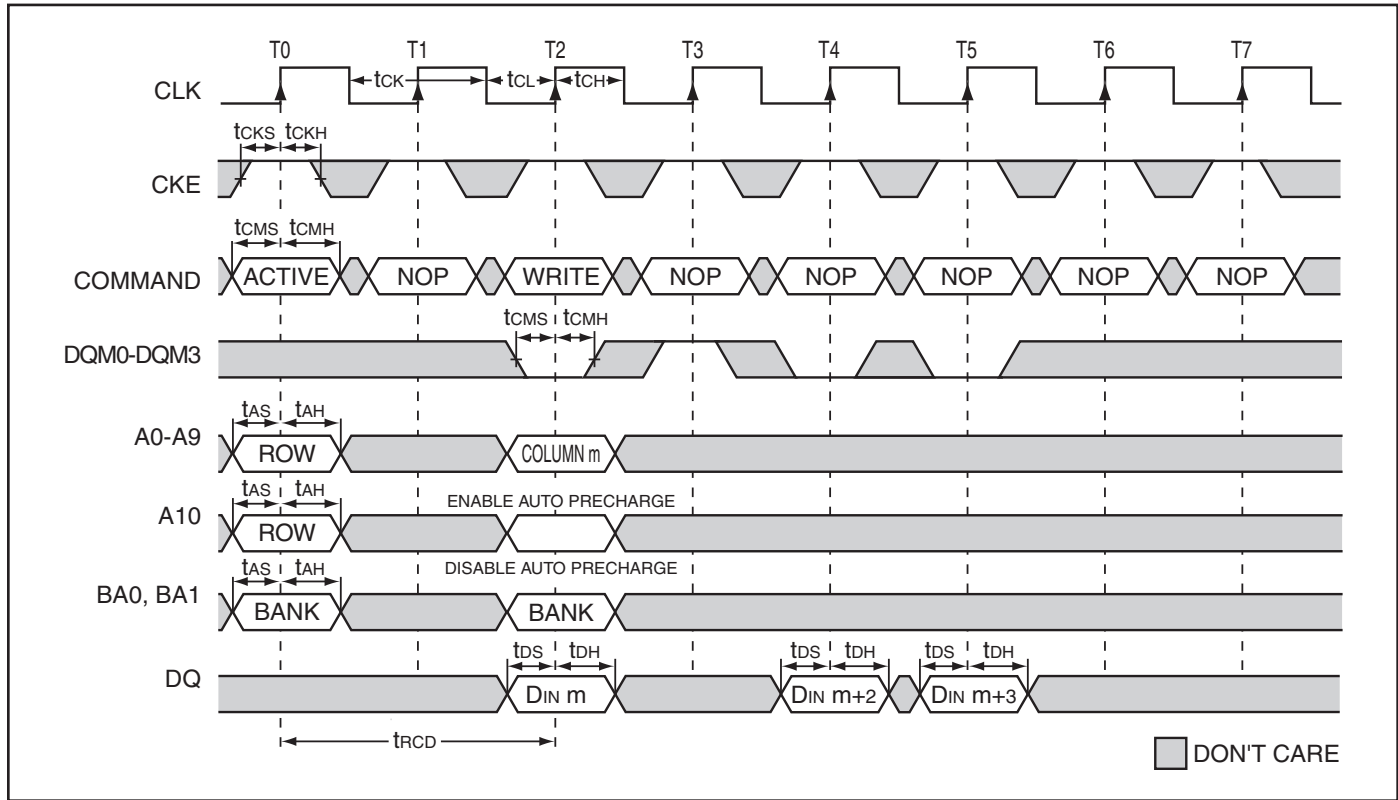 T0 T1 T2 T3 T4 T5 T6 T7
CLK tCK tCL tCH
tCKS tCKH
CKE
tCMS tCMH
COMMAND ACTIVE NOP WRITE NOP NOP NOP NOP NOP
tCMS tCMH
DQM0-DQM3
tAS tAH
A0-A9 ROW COLUMN m
tAS tAH ENABLE AUTO PRECHARGE
A10 ROW
tAS tAH DISABLE AUTO PRECHARGE
BA0, BA1 BANK BANK
tDS tDH tDS tDH tDS tDH
DQ DIN m DIN m+2 DIN m+3
tRCD
DON'T CARE